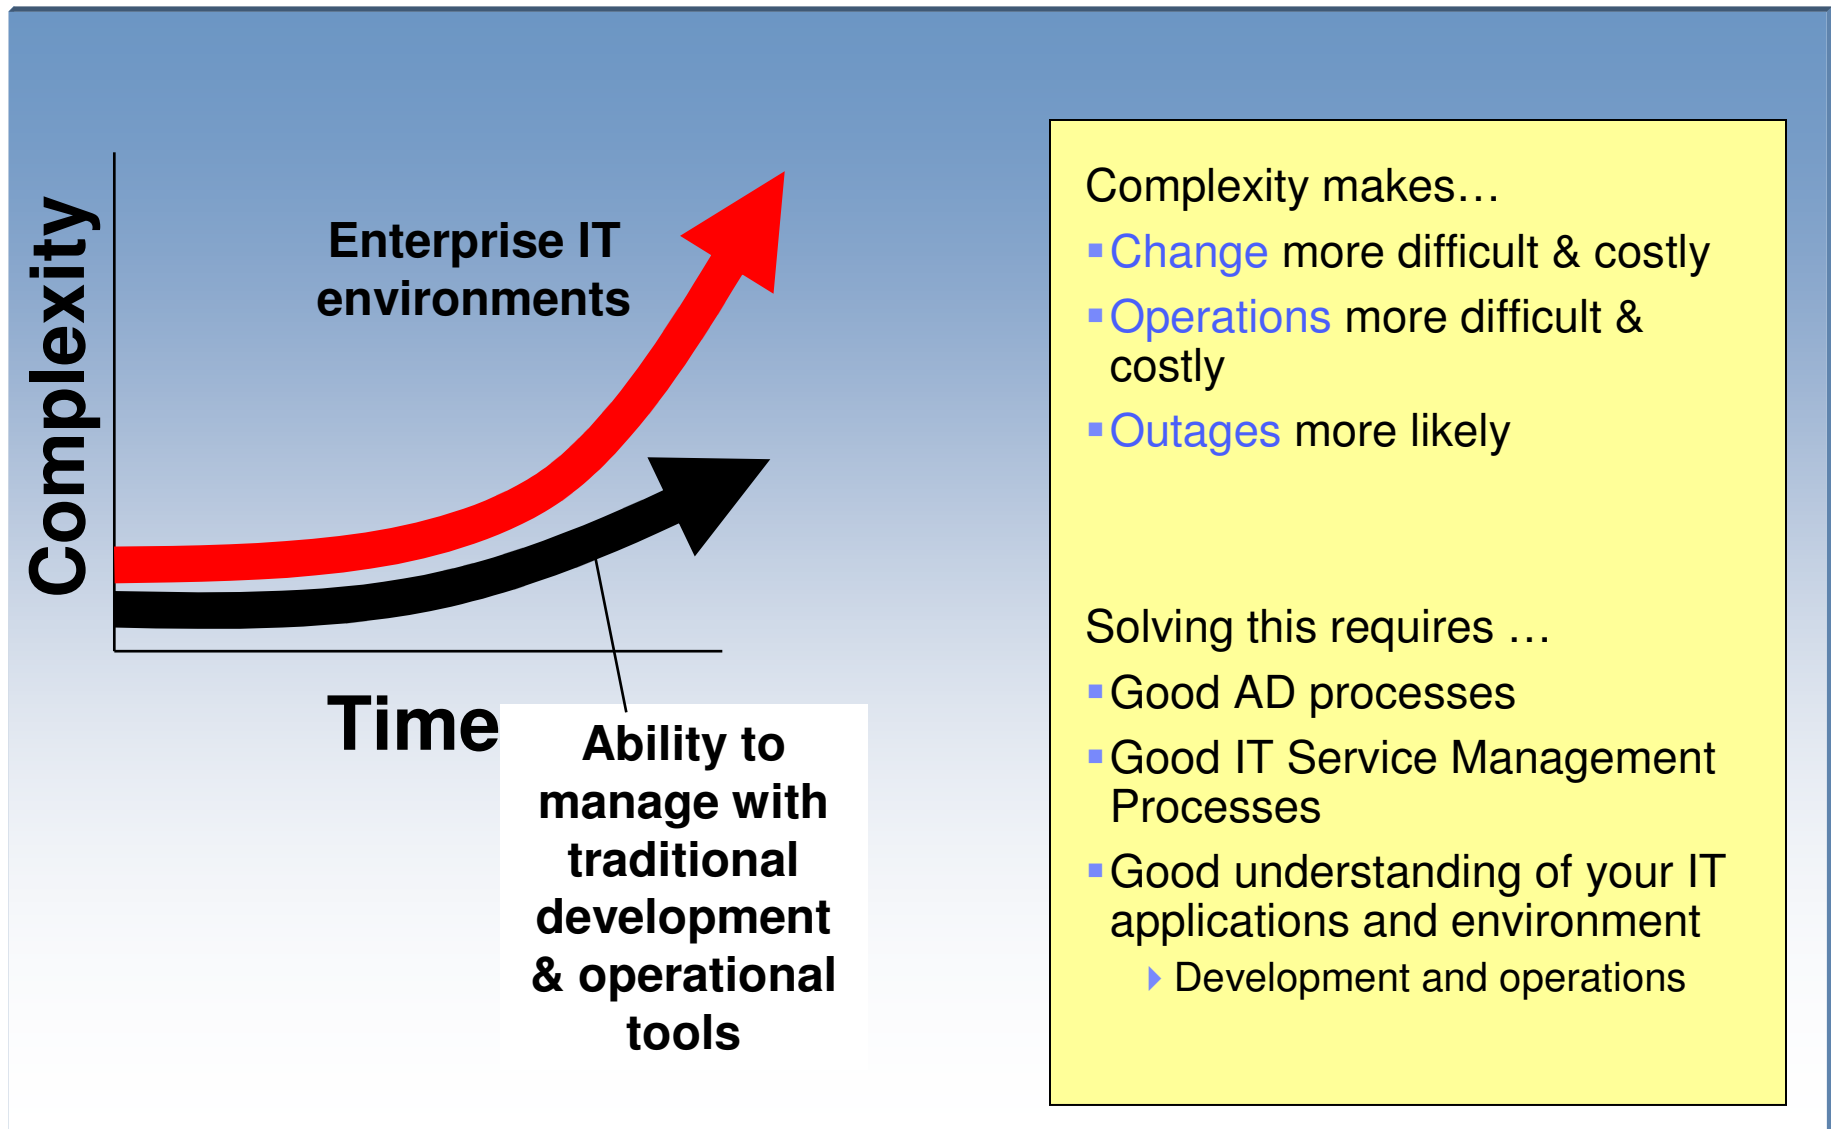 Complexity
Enterprise IT
environments
Time
Ability to
manage with
traditional
development
& operational
tools
Complexity makes…
▪Change more difficult & costly
▪Operations more difficult &
costly
▪Outages more likely
Solving this requires …
▪Good AD processes
▪Good IT Service Management
Processes
▪Good understanding of your IT
applications and environment
Development and operations